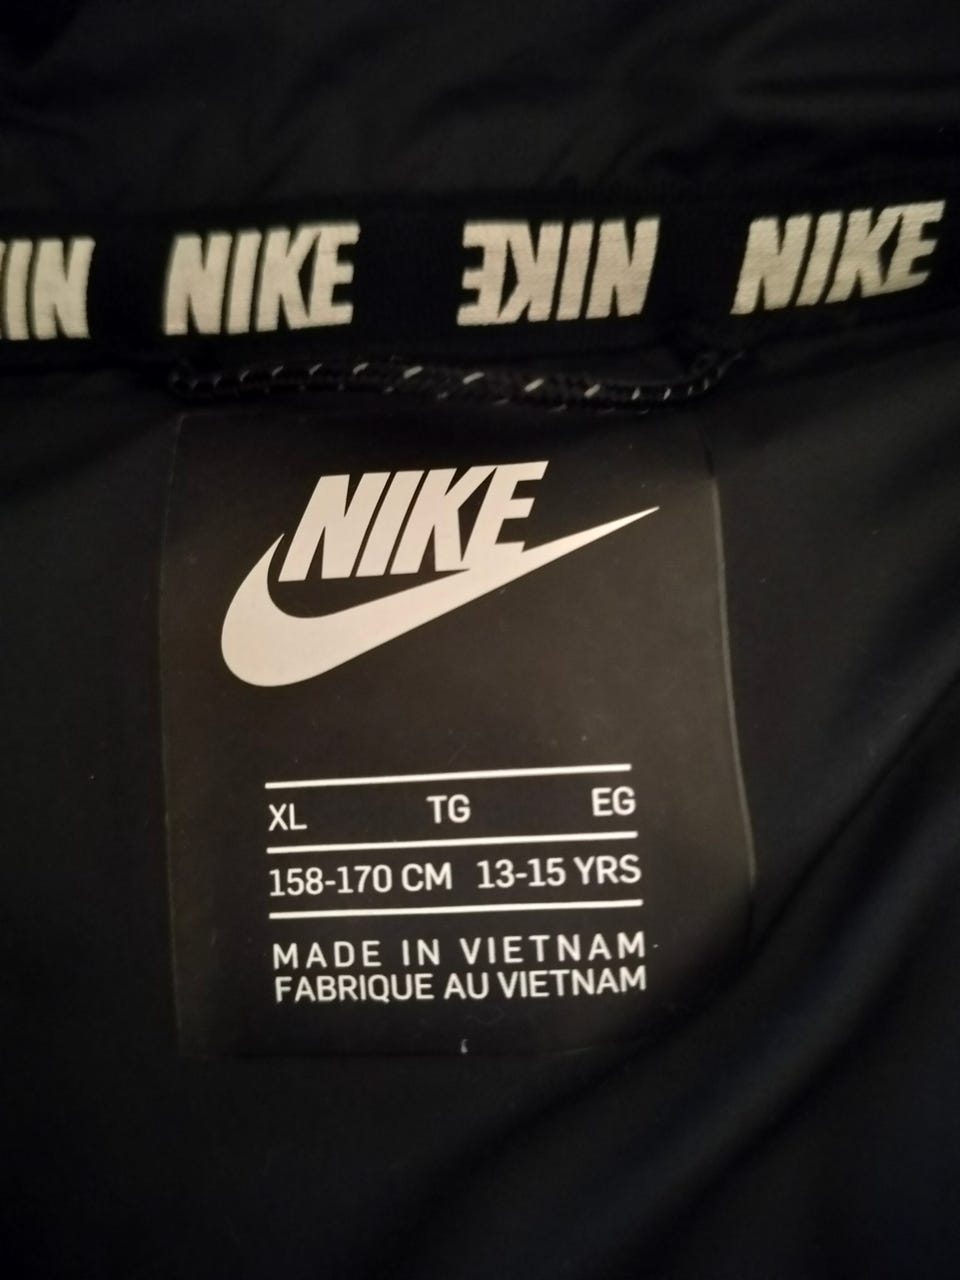 NIKE NIKE NIKE
NIKE
XL TG EG
158-170 CM 13-15 YRS
MADE IN VIETNAM
FABRIQUE AU VIETNAM